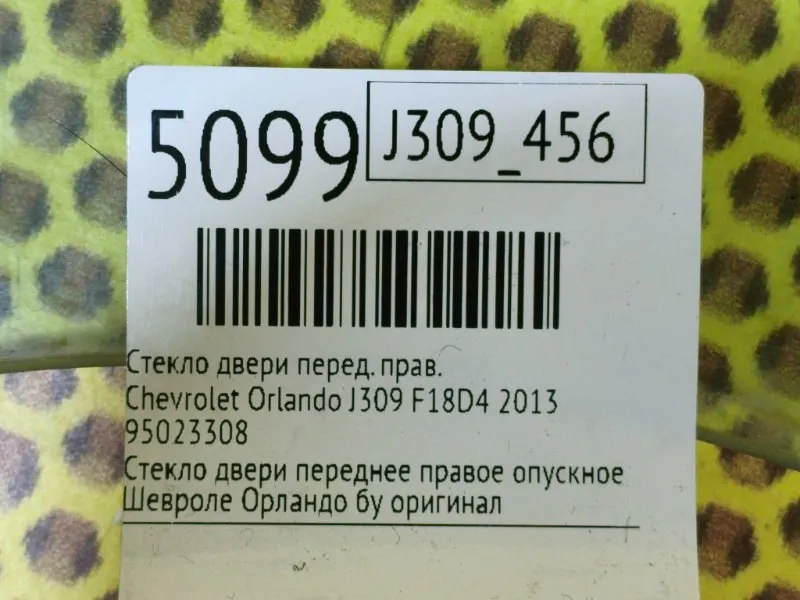 5099
J309_456
Стекло двери перед. прав.
Chevrolet Orlando J309 F18D4 2013
95023308
Стекло двери переднее правое опускное
Шевроле Орландо бу оригинал